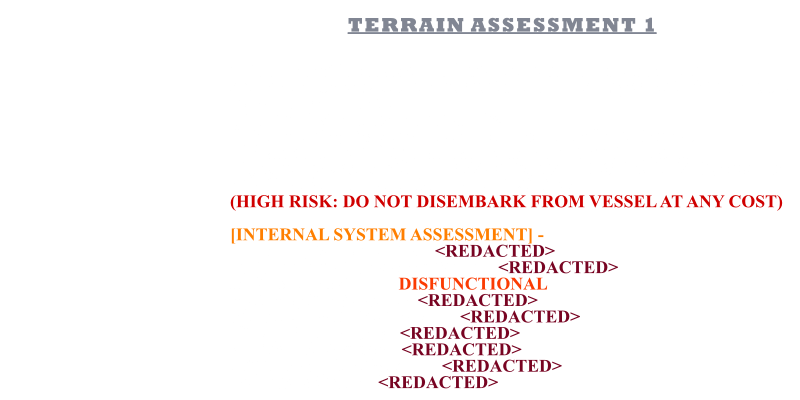 TERRAIN ASSESSMENT 1
(HIGH RISK: DO NOT DISEMBARK FROM VESSEL AT ANY COST)
[INTERNAL SYSTEM ASSESSMENT] -
<REDACTED>
<REDACTED>
DISFUNCTIONAL
<REDACTED>
<REDACTED>
<REDACTED>
<REDACTED>
<REDACTED>
<REDACTED>